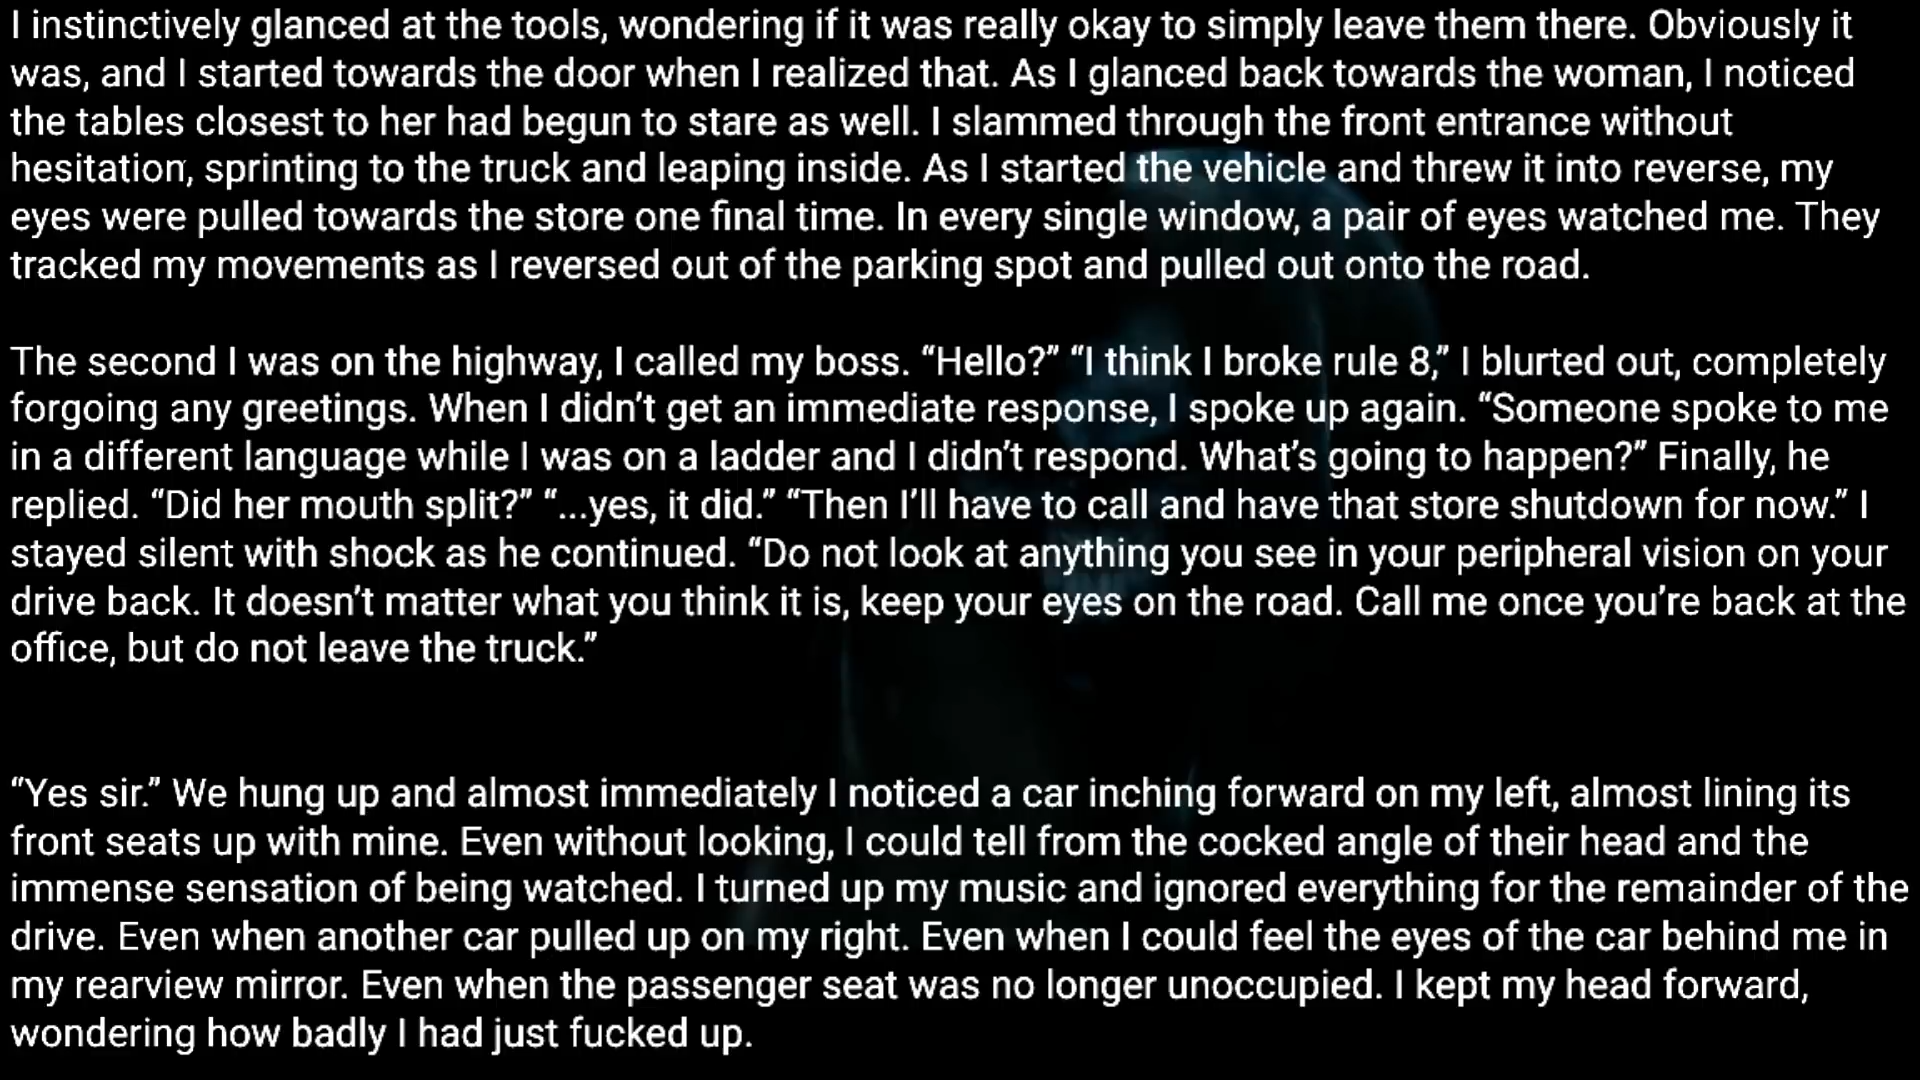 I instinctively glanced at the tools, wondering if it was really okay to simply leave them there. Obviously it
was, and I started towards the door when I realized that. As I glanced back towards the woman, I noticed
the tables closest to her had begun to stare as well. I slammed through the front entrance without
hesitation, sprinting to the truck and leaping inside. As I started the vehicle and threw it into reverse, my
eyes were pulled towards the store one final time. In every single window, a pair of eyes watched me. They
tracked my movements as I reversed out of the parking spot and pulled out onto the road.
The second I was on the highway, I called my boss. “Hello?” “I think I broke rule 8,” I blurted out, completely
forgoing any greetings. When I didn’t get an immediate response, I spoke up again. “Someone spoke to me
in a different language while I was on a ladder and I didn’t respond. What’s going to happen?” Finally, he
replied. “Did her mouth split?” “...yes, it did.” “Then I’ll have to call and have that store shutdown for now.” I
stayed silent with shock as he continued. “Do not look at anything you see in your peripheral vision on your
drive back. It doesn’t matter what you think it is, keep your eyes on the road. Call me once you’re back at the
office, but do not leave the truck.”
“Yes sir.” We hung up and almost immediately I noticed a car inching forward on my left, almost lining its
front seats up with mine. Even without looking, I could tell from the cocked angle of their head and the
immense sensation of being watched. I turned up my music and ignored everything for the remainder of the
drive. Even when another car pulled up on my right. Even when I could feel the eyes of the car behind me in
my rearview mirror. Even when the passenger seat was no longer unoccupied. I kept my head forward,
wondering how badly I had just fucked up.